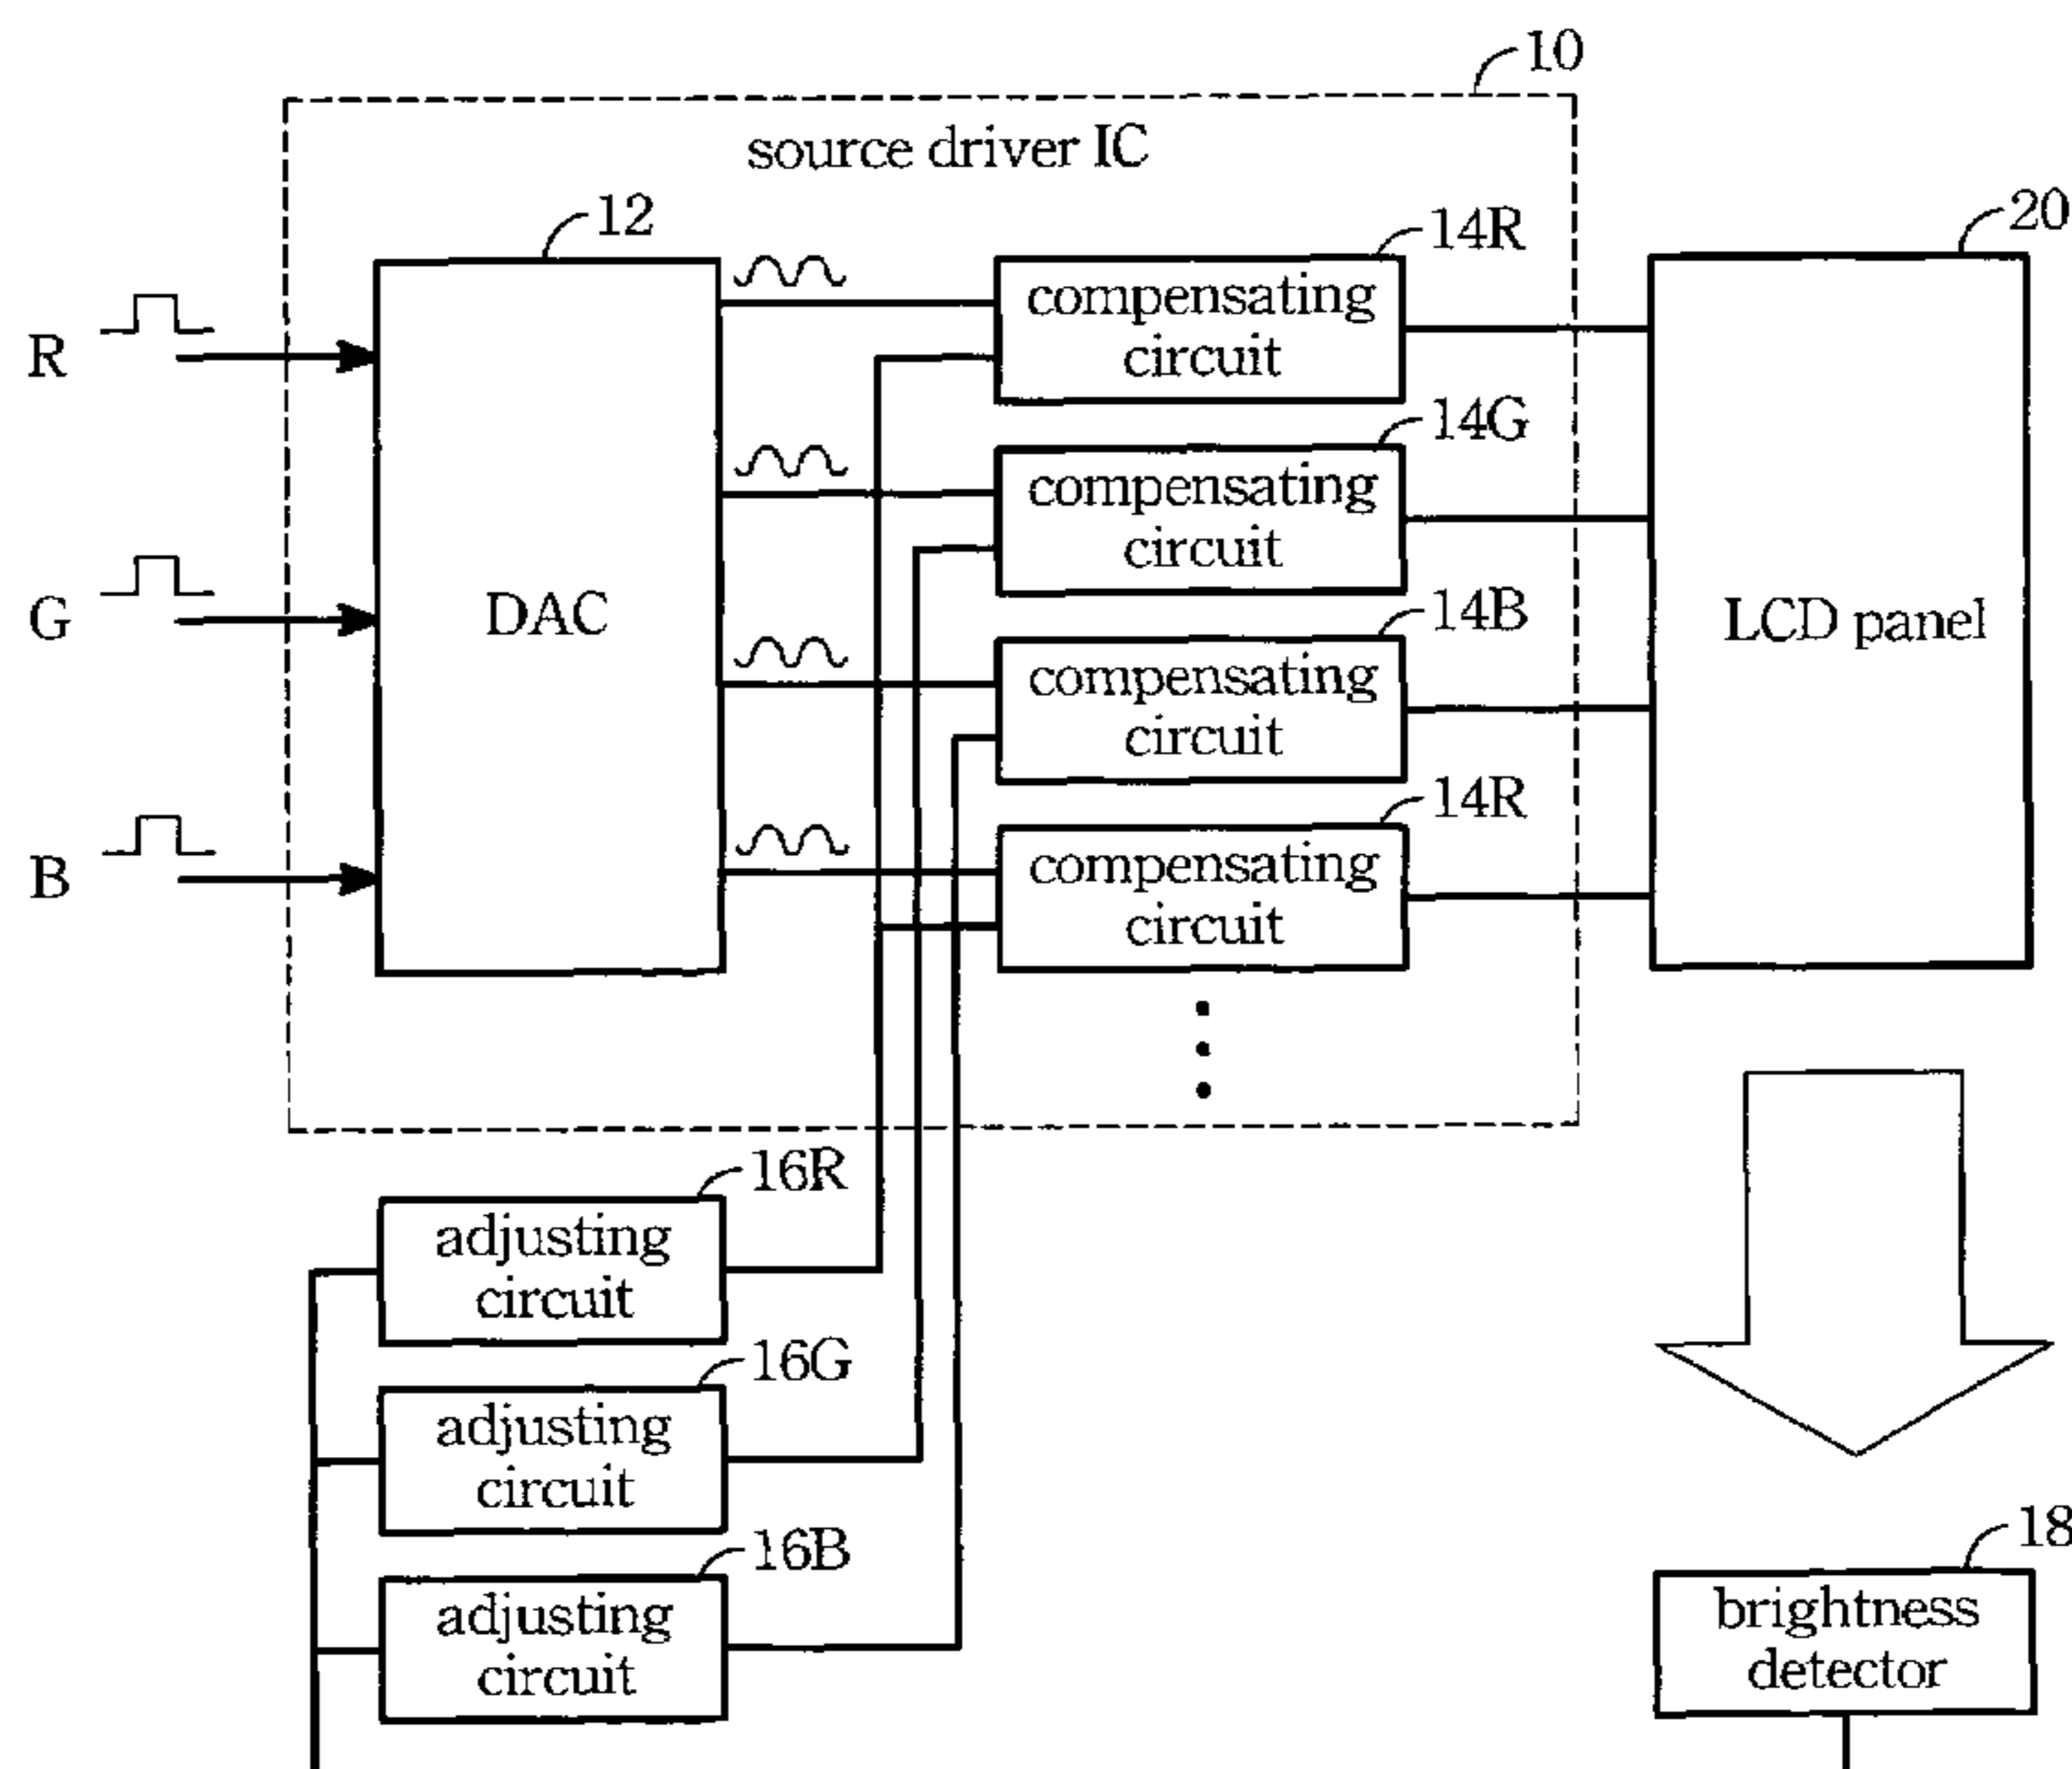 10
source driver IC
12
14R
20
R
compensating
circuit
14G
compensating
circuit
G
DAC
14B
LCD panel
compensating
circuit
14R
B
compensating
circuit
16R
adjusting
circuit
16G
adjusting
circuit
16B
18
adjusting
circuit
brightness
detector